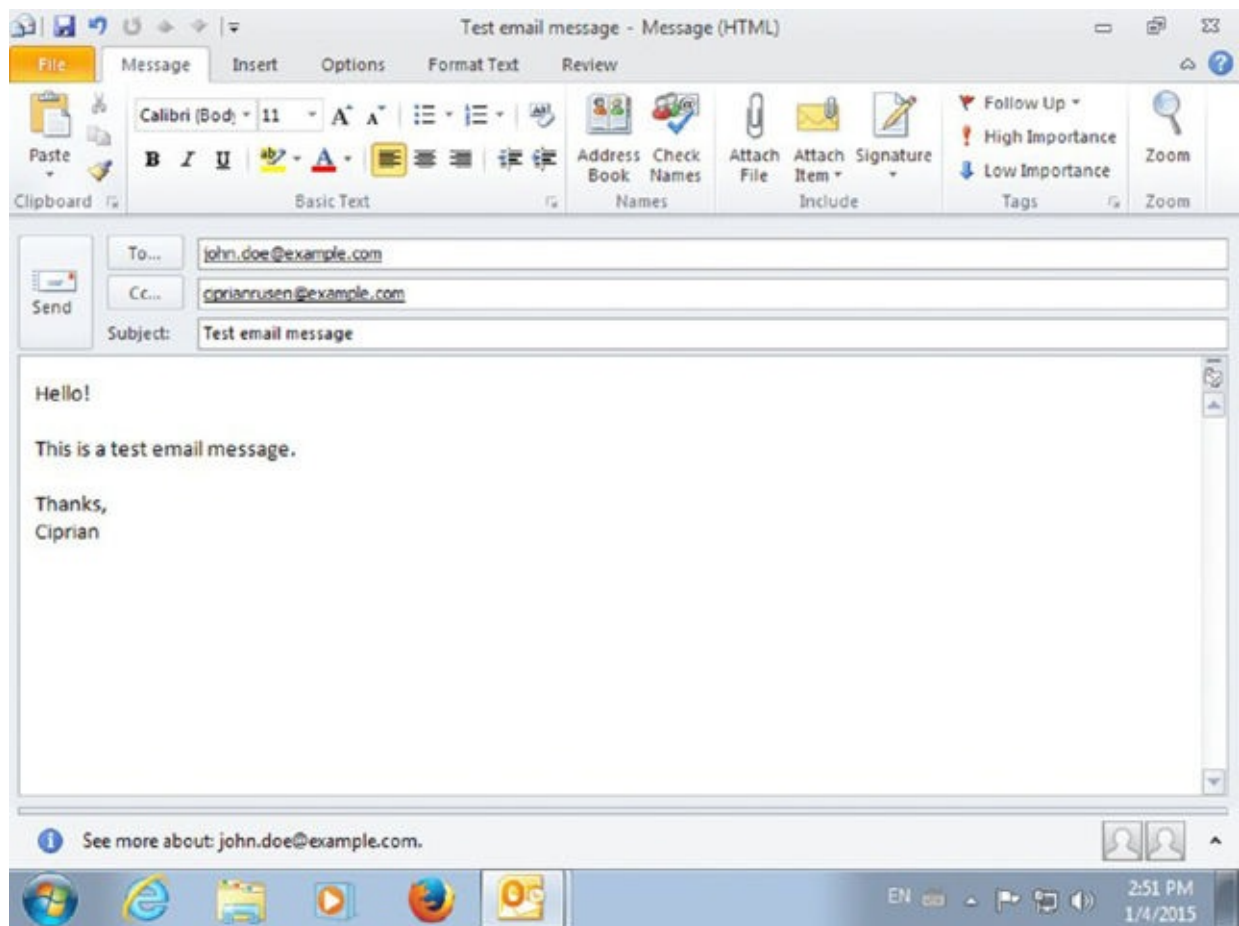 Test email message - Message (HTML)
File Message Insert Options Format Text Review
Calibri (Body 11
Paste
Address Book
Check Names
Attach File
Attach Item
Signature
Follow Up
High Importance
Low Importance
Zoom
Clipboard Basic Text Names Include Tags Zoom
To... john.doe@example.com
Send
Cc... ciprianrusen@example.com
Subject: Test email message
Hello!
This is a test email message.
Thanks,
Ciprian
See more about: john.doe@example.com.
EN
2:51 PM
1/4/2015